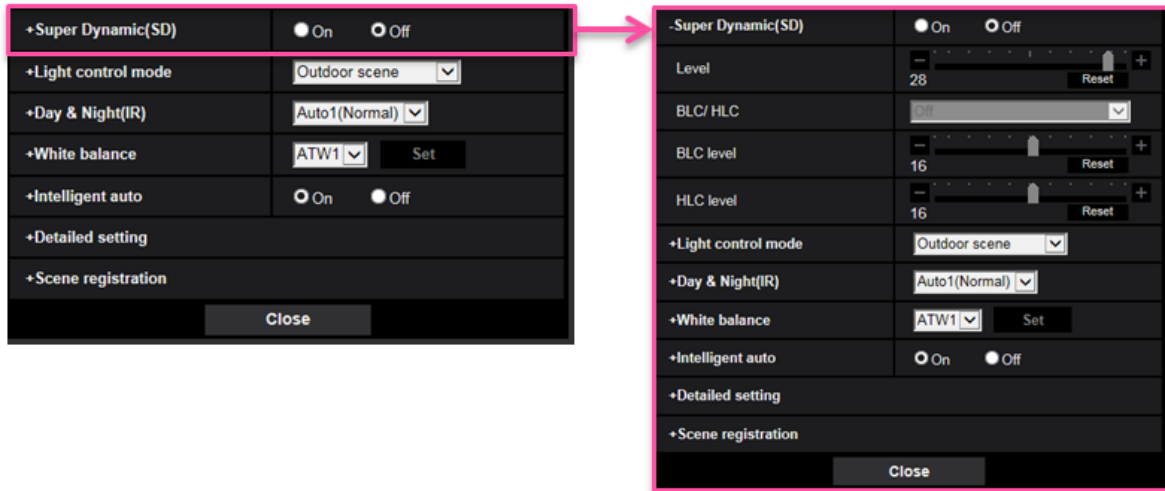 +Super Dynamic(SD) On Off
+Light control mode Outdoor scene
+Day & Night(IR) Auto1(Normal)
+White balance ATW1 Set
+Intelligent auto On Off
+Detailed setting
+Scene registration
Close
-Super Dynamic(SD) On Off
Level 28 Reset
BLC/ HLC Off
BLC level 16 Reset
HLC level 16 Reset
+Light control mode Outdoor scene
+Day & Night(IR) Auto1(Normal)
+White balance ATW1 Set
+Intelligent auto On Off
+Detailed setting
+Scene registration
Close